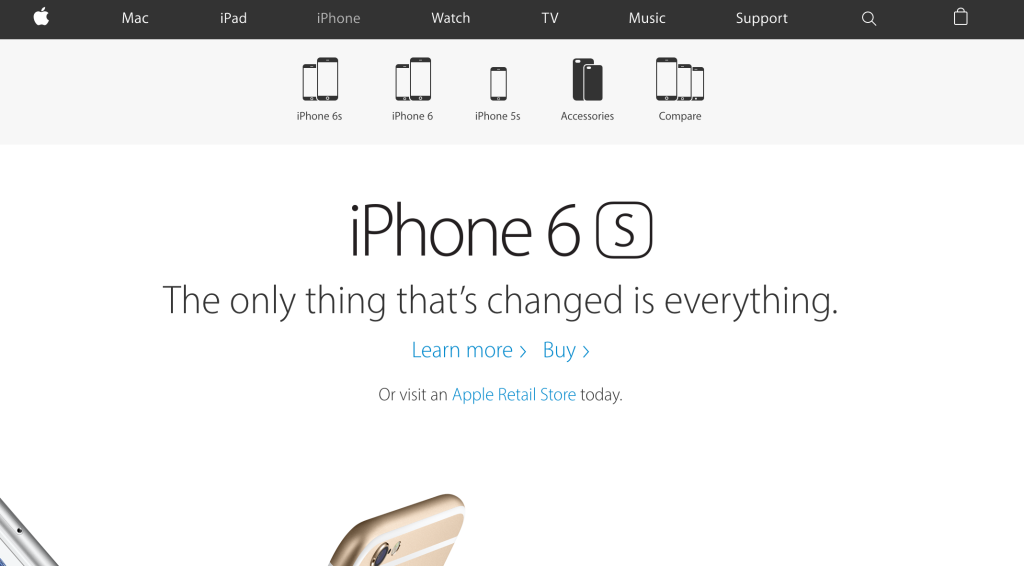 Mac iPad iPhone Watch TV Music Support
iPhone 6s iPhone 6 iPhone 5s Accessories Compare
iPhone 6 S
The only thing that’s changed is everything.
Learn more › Buy ›
Or visit an Apple Retail Store today.